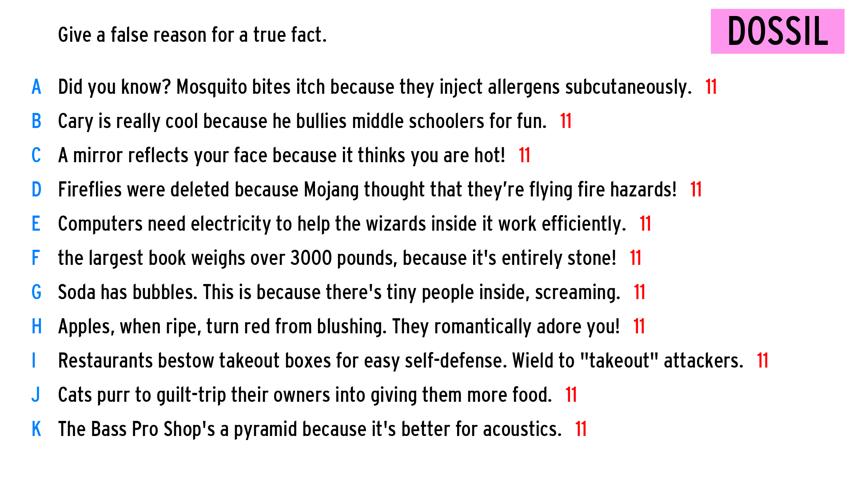 Give a false reason for a true fact.
DOSSIL
A Did you know? Mosquito bites itch because they inject allergens subcutaneously. 11
B Cary is really cool because he bullies middle schoolers for fun. 11
C A mirror reflects your face because it thinks you are hot! 11
D Fireflies were deleted because Mojang thought that they're flying fire hazards! 11
E Computers need electricity to help the wizards inside it work efficiently. 11
F the largest book weighs over 3000 pounds, because it's entirely stone! 11
G Soda has bubbles. This is because there's tiny people inside, screaming. 11
H Apples, when ripe, turn red from blushing. They romantically adore you! 11
I Restaurants bestow takeout boxes for easy self-defense. Wield to "takeout" attackers. 11
J Cats purr to guilt-trip their owners into giving them more food. 11
K The Bass Pro Shop's a pyramid because it's better for acoustics. 11